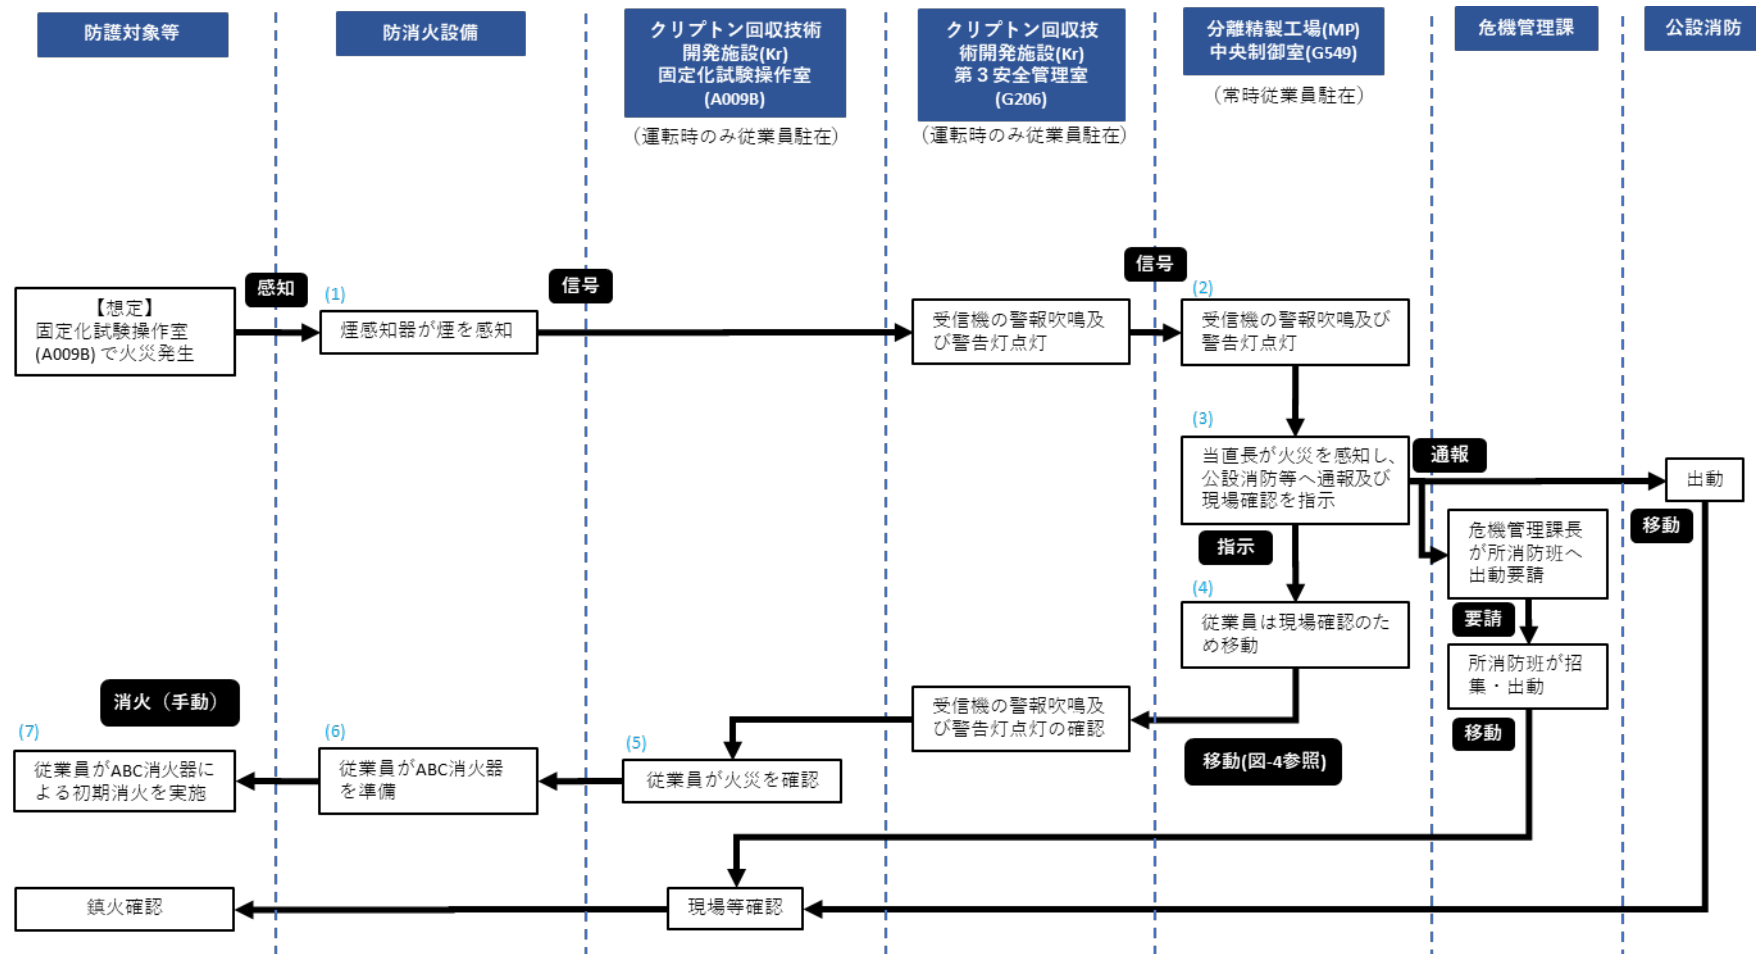 防護対象等
防消火設備
クリプトン回収技術
開発施設(Kr)
固定化試験操作室
(A009B)
（運転時のみ従業員駐在）
クリプトン回収技
術開発施設(Kr)
第３安全管理室
(G206)
（運転時のみ従業員駐在）
分離精製工場(MP)
中央制御室(G549)
（常時従業員駐在）
危機管理課
公設消防
【想定】
固定化試験操作室
(A009B) で火災発生
感知
(1)
煙感知器が煙を感知
信号
受信機の警報吹鳴及
び警告灯点灯
信号
(2)
受信機の警報吹鳴及び
警告灯点灯
(3)
当直長が火災を感知し、
公設消防等へ通報及び
現場確認を指示
通報
出動
移動
危機管理課長
が所消防班へ
出動要請
指示
(4)
従業員は現場確認のた
め移動
要請
所消防班が招
集・出動
移動
移動(図-4参照)
受信機の警報吹鳴及
び警告灯点灯の確認
(5)
従業員が火災を確認
(6)
従業員がABC消火器
を準備
消火（手動）
(7)
従業員がABC消火器に
よる初期消火を実施
現場等確認
鎮火確認